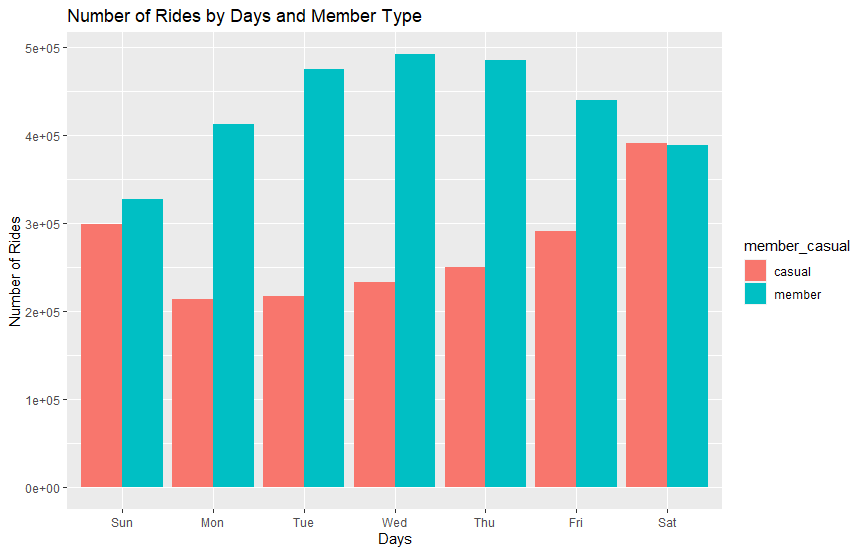 Number of Rides by Days and Member Type
Number of Rides
5e+05
4e+05
3e+05
2e+05
1e+05
0e+00
Sun Mon Tue Wed Thu Fri Sat
Days
member_casual
casual
member